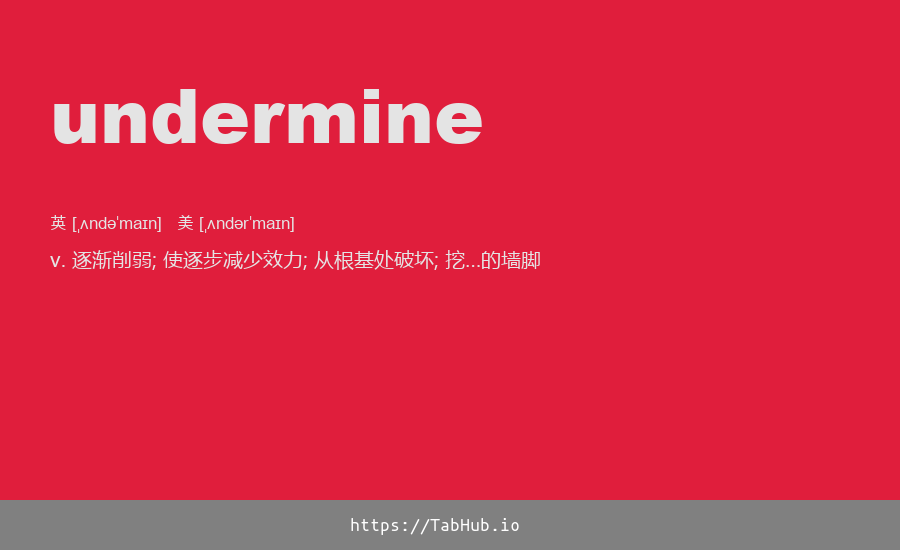 undermine
英 [ˌʌndəˈmaɪn] 美 [ˌʌndərˈmaɪn]
v. 逐渐削弱; 使逐步减少效力; 从根基处破坏; 挖...的墙脚
https://TabHub.io